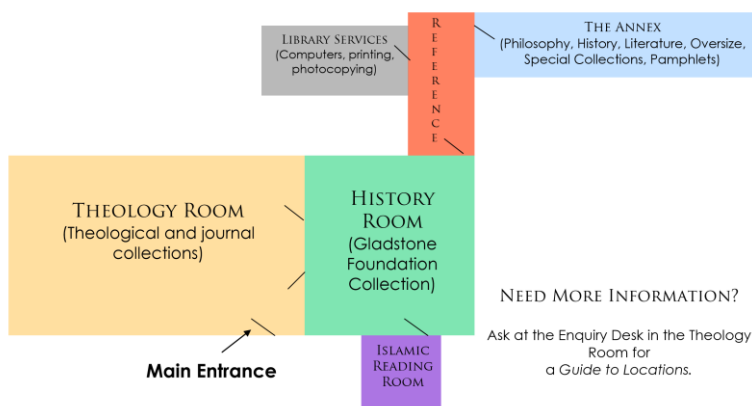 LIBRARY SERVICES
(Computers, printing,
photocopying)
REFERENCE
THE ANNEX
(Philosophy, History, Literature, Oversize,
Special Collections, Pamphlets)
THEOLOGY ROOM
(Theological and journal
collections)
HISTORY
ROOM
(Gladstone
Foundation
Collection)
NEED MORE INFORMATION?
Ask at the Enquiry Desk in the Theology
Room for
a Guide to Locations.
Main Entrance
ISLAMIC
READING
ROOM